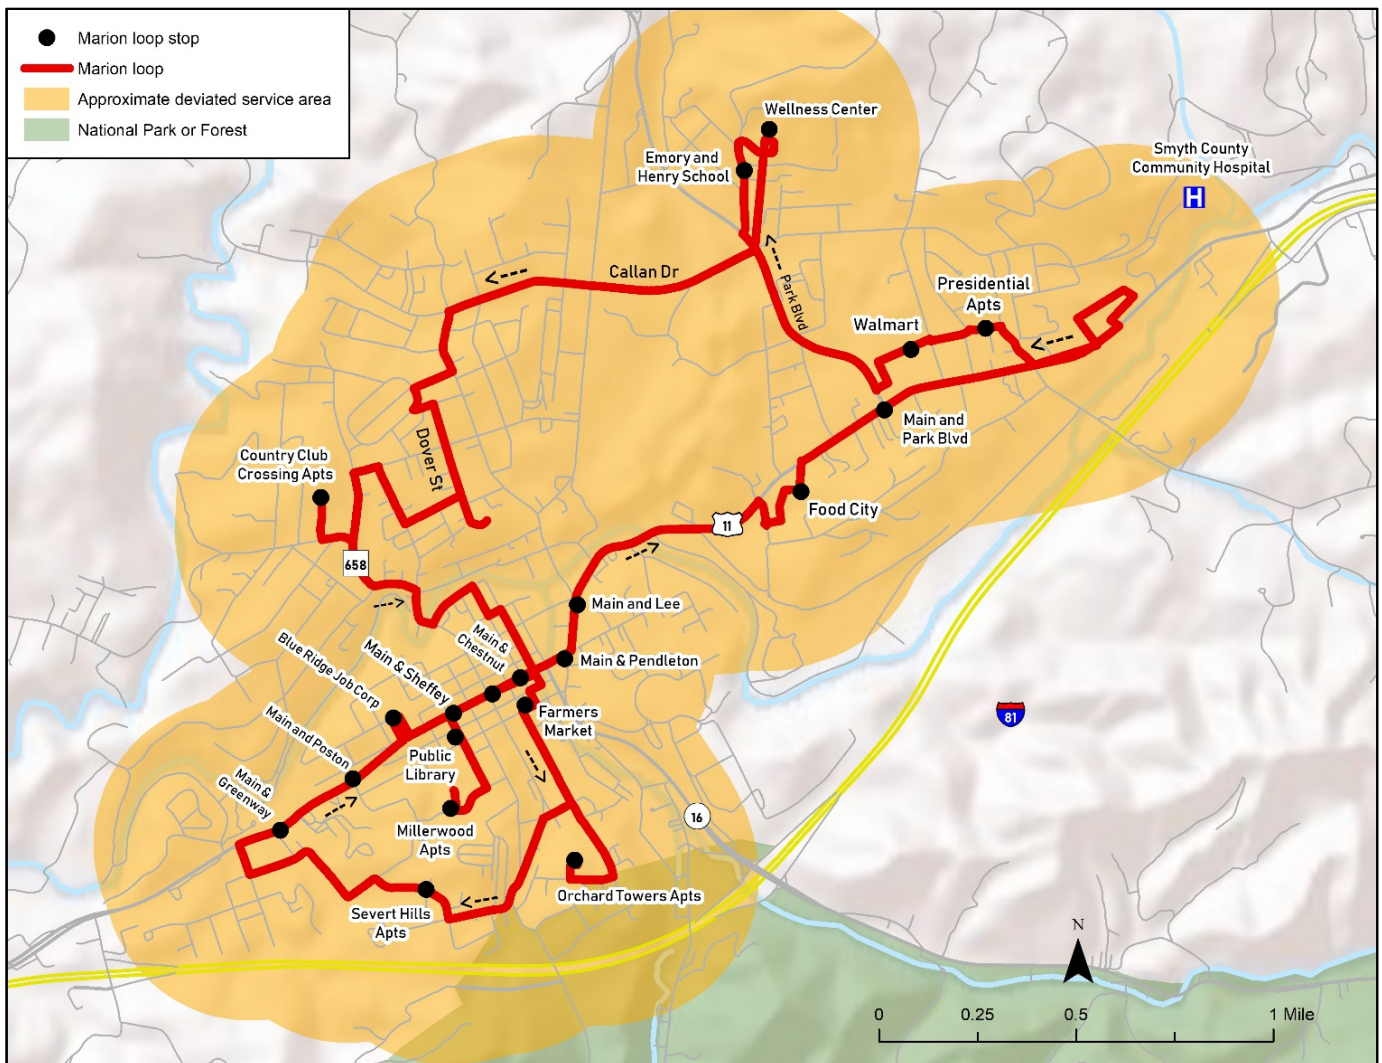 Marion loop stop
Marion loop
Approximate deviated service area
National Park or Forest
Wellness Center
Emory and
Henry School
Smyth County
Community Hospital
H
Callan Dr
Park Blvd
Presidential
Apts
Walmart
Main and
Park Blvd
Country Club
Crossing Apts
Dover St
Food City
11
658
Main and Lee
Main &
Chestnut
Main & Pendleton
Blue Ridge Job Corp
Main & Sheffey
Farmers
Market
81
Main and Poston
Public
Library
Main &
Greenway
Millerwood
Apts
16
Orchard Towers Apts
Severt Hills
Apts
N
0 0.25 0.5 1 Mile